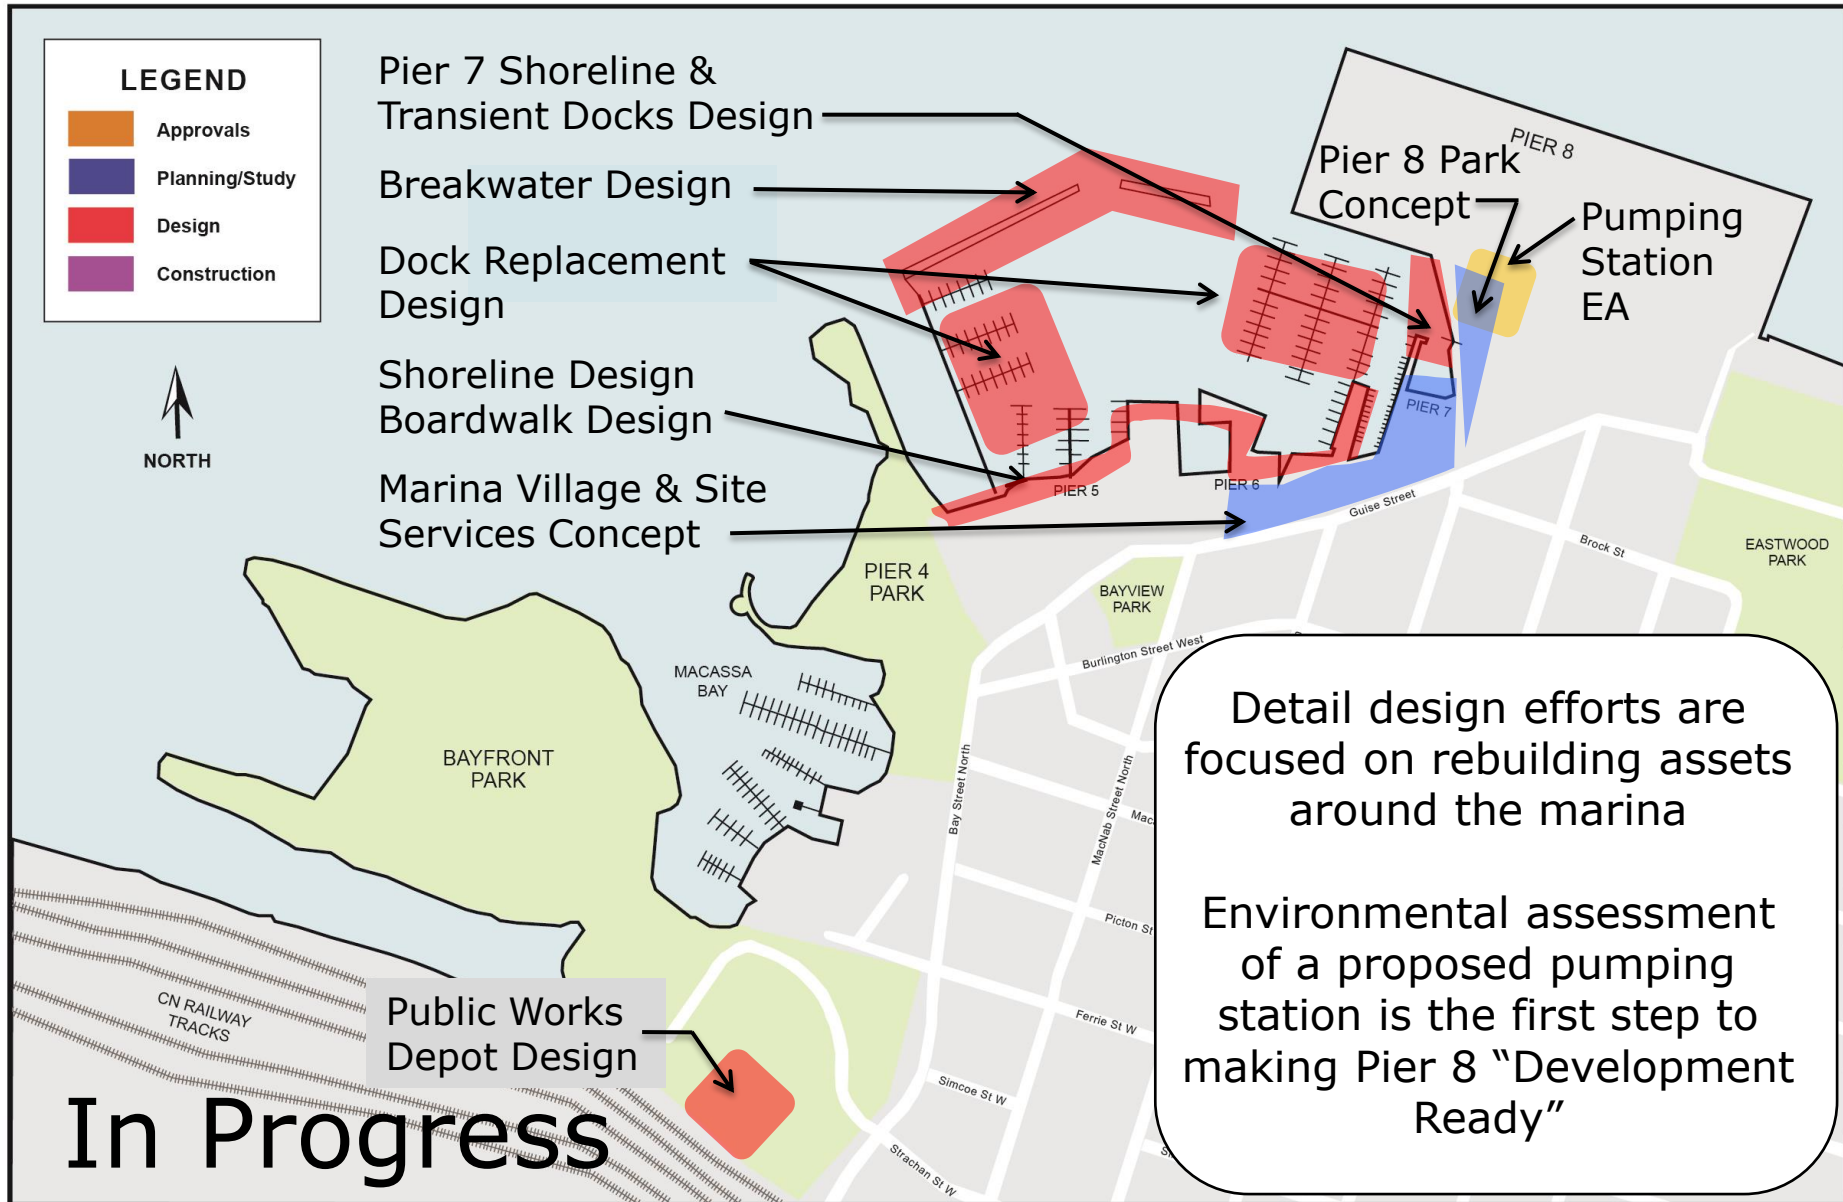 LEGEND
Approvals
Planning/Study
Design
Construction
NORTH
Pier 7 Shoreline &
Transient Docks Design
Breakwater Design
Dock Replacement
Design
Shoreline Design
Boardwalk Design
Marina Village & Site
Services Concept
PIER 8
Pier 8 Park
Concept
Pumping
Station
EA
PIER 7
PIER 6
PIER 5
Guise Street
Brock St
EASTWOOD
PARK
PIER 4
PARK
BAYVIEW
PARK
Burlington Street West
MACASSA
BAY
BAYFRONT
PARK
Bay Street North
MacNab Street North
Picton St
Ferrie St W
Simcoe St W
Strachan St W
CN RAILWAY
TRACKS
Public Works
Depot Design
In Progress
Detail design efforts are
focused on rebuilding assets
around the marina
Environmental assessment
of a proposed pumping
station is the first step to
making Pier 8 “Development
Ready”